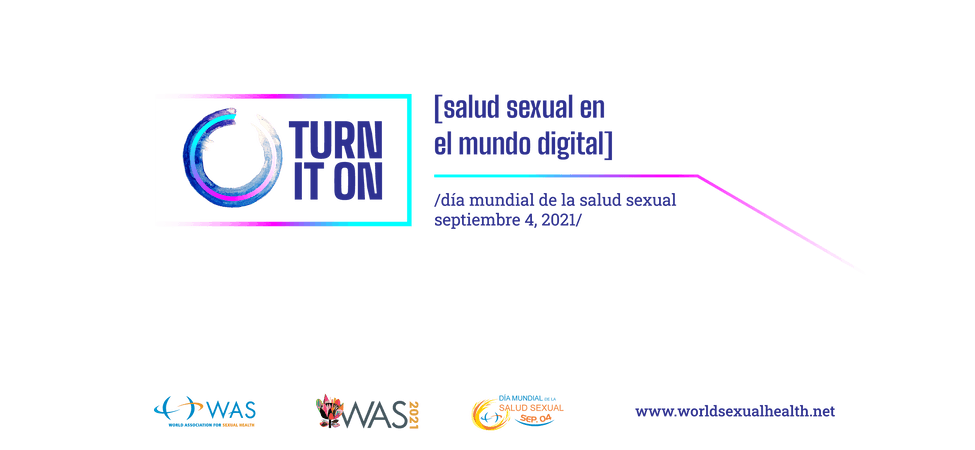 TURN
IT ON
[salud sexual en
el mundo digital]
/día mundial de la salud sexual
septiembre 4, 2021/
WAS
WORLD ASSOCIATION FOR SEXUAL HEALTH
WAS 2021
DÍA MUNDIAL DE LA
SALUD SEXUAL
SEP. 04
www.worldsexualhealth.net